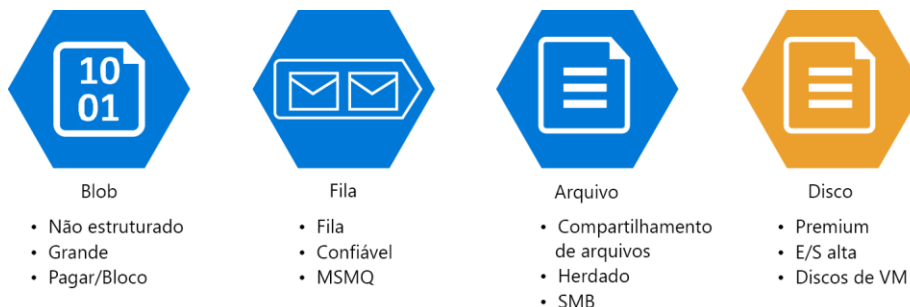 10
01
Blob
• Não estruturado
• Grande
• Pagar/Bloco
Fila
• Fila
• Confiável
• MSMQ
Arquivo
• Compartilhamento
de arquivos
• Herdado
• SMB
Disco
• Premium
• E/S alta
• Discos de VM